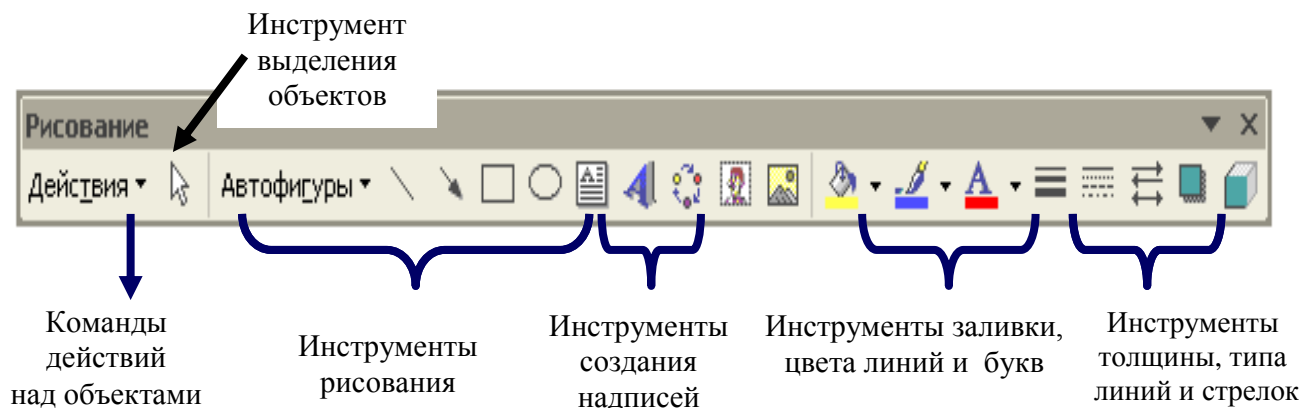 Инструмент
выделения
объектов
Рисование
Действия
Автофигуры
Команды
действий
над объектами
Инструменты
рисования
Инструменты
создания
надписей
Инструменты заливки,
цвета линий и букв
Инструменты
толщины, типа
линий и стрелок